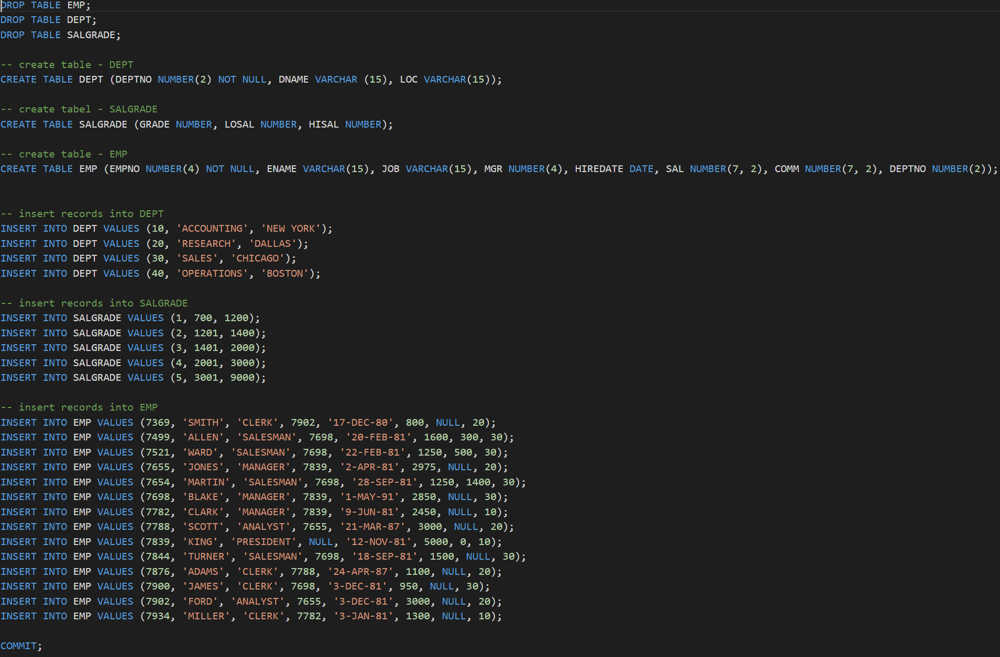 DROP TABLE EMP;
DROP TABLE DEPT;
DROP TABLE SALGRADE;
-- create table - DEPT
CREATE TABLE DEPT (DEPTNO NUMBER(2) NOT NULL, DNAME VARCHAR (15), LOC VARCHAR(15));
-- create tabel - SALGRADE
CREATE TABLE SALGRADE (GRADE NUMBER, LOSAL NUMBER, HISAL NUMBER);
-- create table - EMP
CREATE TABLE EMP (EMPNO NUMBER(4) NOT NULL, ENAME VARCHAR(15), JOB VARCHAR(15), MGR NUMBER(4), HIREDATE DATE, SAL NUMBER(7, 2), COMM NUMBER(7, 2), DEPTNO NUMBER(2));
-- insert records into DEPT
INSERT INTO DEPT VALUES (10, 'ACCOUNTING', 'NEW YORK');
INSERT INTO DEPT VALUES (20, 'RESEARCH', 'DALLAS');
INSERT INTO DEPT VALUES (30, 'SALES', 'CHICAGO');
INSERT INTO DEPT VALUES (40, 'OPERATIONS', 'BOSTON');
-- insert records into SALGRADE
INSERT INTO SALGRADE VALUES (1, 700, 1200);
INSERT INTO SALGRADE VALUES (2, 1201, 1400);
INSERT INTO SALGRADE VALUES (3, 1401, 2000);
INSERT INTO SALGRADE VALUES (4, 2001, 3000);
INSERT INTO SALGRADE VALUES (5, 3001, 9000);
-- insert records into EMP
INSERT INTO EMP VALUES (7369, 'SMITH', 'CLERK', 7902, '17-DEC-80', 800, NULL, 20);
INSERT INTO EMP VALUES (7499, 'ALLEN', 'SALESMAN', 7698, '20-FEB-81', 1600, 300, 30);
INSERT INTO EMP VALUES (7521, 'WARD', 'SALESMAN', 7698, '22-FEB-81', 1250, 500, 30);
INSERT INTO EMP VALUES (7655, 'JONES', 'MANAGER', 7839, '2-APR-81', 2975, NULL, 20);
INSERT INTO EMP VALUES (7654, 'MARTIN', 'SALESMAN', 7698, '28-SEP-81', 1250, 1400, 30);
INSERT INTO EMP VALUES (7698, 'BLAKE', 'MANAGER', 7839, '1-MAY-91', 2850, NULL, 30);
INSERT INTO EMP VALUES (7782, 'CLARK', 'MANAGER', 7839, '9-JUN-81', 2450, NULL, 10);
INSERT INTO EMP VALUES (7788, 'SCOTT', 'ANALYST', 7655, '21-MAR-87', 3000, NULL, 20);
INSERT INTO EMP VALUES (7839, 'KING', 'PRESIDENT', NULL, '12-NOV-81', 5000, 0, 10);
INSERT INTO EMP VALUES (7844, 'TURNER', 'SALESMAN', 7698, '18-SEP-81', 1500, NULL, 30);
INSERT INTO EMP VALUES (7876, 'ADAMS', 'CLERK', 7788, '24-APR-87', 1100, NULL, 20);
INSERT INTO EMP VALUES (7900, 'JAMES', 'CLERK', 7698, '3-DEC-81', 950, NULL, 30);
INSERT INTO EMP VALUES (7902, 'FORD', 'ANALYST', 7655, '3-DEC-81', 3000, NULL, 20);
INSERT INTO EMP VALUES (7934, 'MILLER', 'CLERK', 7782, '3-JAN-81', 1300, NULL, 10);
COMMIT;